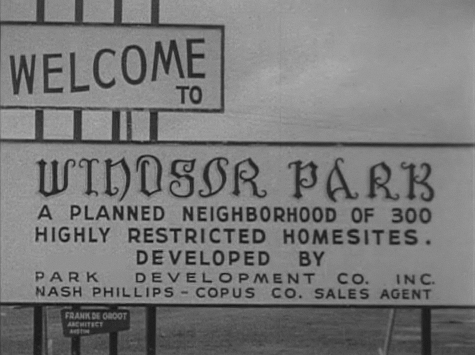 WELCOME
TO
WINDSOR PARK
A PLANNED NEIGHBORHOOD OF 300
HIGHLY RESTRICTED HOMESITES.
DEVELOPED BY
PARK DEVELOPMENT CO. INC.
NASH PHILLIPS - COPUS CO. SALES AGENT
FRANK DE GROOT
ARCHITECT
AUSTIN